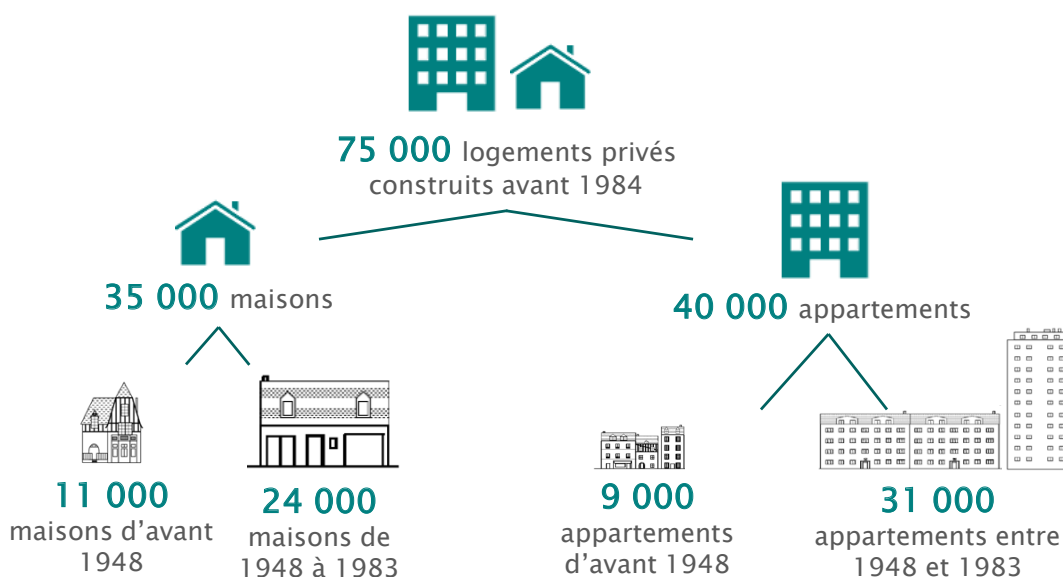 75 000 logements privés
construits avant 1984
35 000 maisons
40 000 appartements
11 000
maisons d’avant
1948
24 000
maisons de
1948 à 1983
9 000
appartements
d’avant 1948
31 000
appartements entre
1948 et 1983